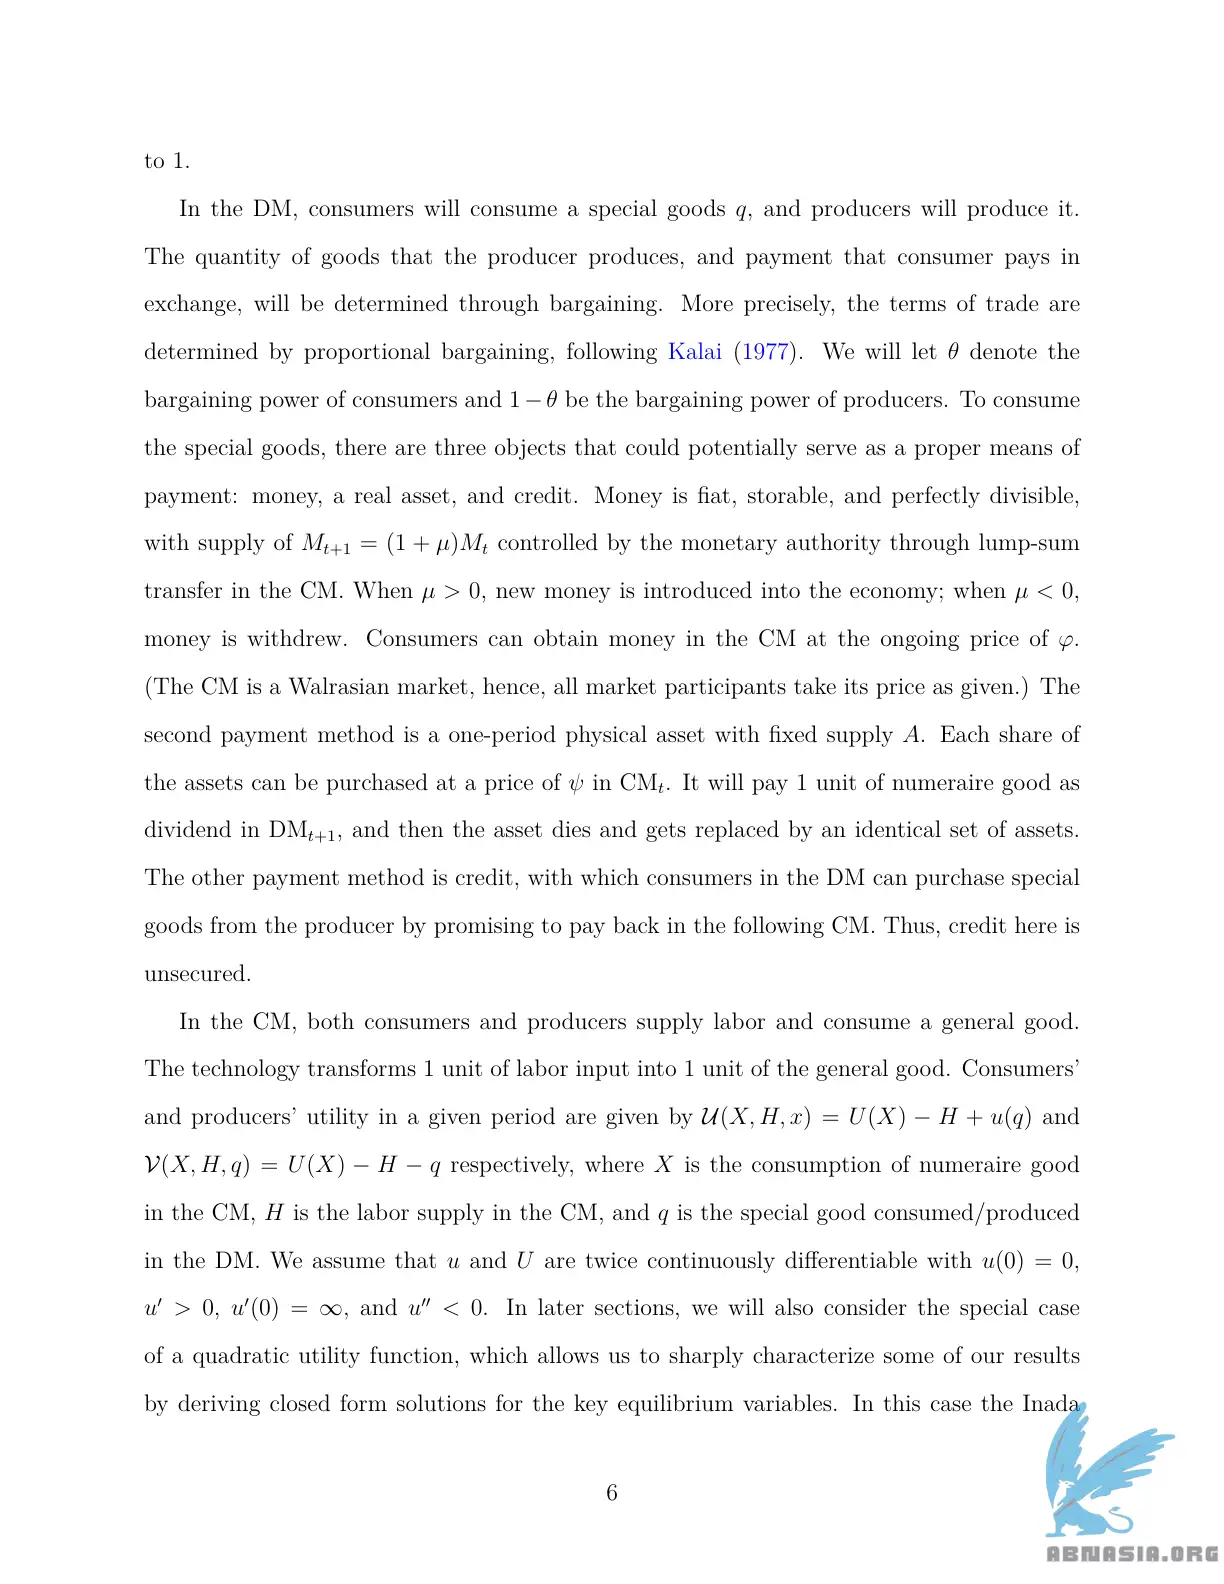 to 1.
In the DM, consumers will consume a special goods q, and producers will produce it.
The quantity of goods that the producer produces, and payment that consumer pays in
exchange, will be determined through bargaining. More precisely, the terms of trade are
determined by proportional bargaining, following Kalai (1977). We will let θ denote the
bargaining power of consumers and 1 − θ be the bargaining power of producers. To consume
the special goods, there are three objects that could potentially serve as a proper means of
payment: money, a real asset, and credit. Money is fiat, storable, and perfectly divisible,
with supply of Mₜ₊₁ = (1 + μ)Mₜ controlled by the monetary authority through lump-sum
transfer in the CM. When μ > 0, new money is introduced into the economy; when μ < 0,
money is withdrew. Consumers can obtain money in the CM at the ongoing price of φ.
(The CM is a Walrasian market, hence, all market participants take its price as given.) The
second payment method is a one-period physical asset with fixed supply A. Each share of
the assets can be purchased at a price of ψ in CMₜ. It will pay 1 unit of numeraire good as
dividend in DMₜ₊₁, and then the asset dies and gets replaced by an identical set of assets.
The other payment method is credit, with which consumers in the DM can purchase special
goods from the producer by promising to pay back in the following CM. Thus, credit here is
unsecured.
In the CM, both consumers and producers supply labor and consume a general good.
The technology transforms 1 unit of labor input into 1 unit of the general good. Consumers'
and producers' utility in a given period are given by 𝒰(X, H, x) = U(X) − H + u(q) and
𝒱(X, H, q) = U(X) − H − q respectively, where X is the consumption of numeraire good
in the CM, H is the labor supply in the CM, and q is the special good consumed/produced
in the DM. We assume that u and U are twice continuously differentiable with u(0) = 0,
u′ > 0, u′(0) = ∞, and u″ < 0. In later sections, we will also consider the special case
of a quadratic utility function, which allows us to sharply characterize some of our results
by deriving closed form solutions for the key equilibrium variables. In this case the Inada
6
ABNASIA.ORG